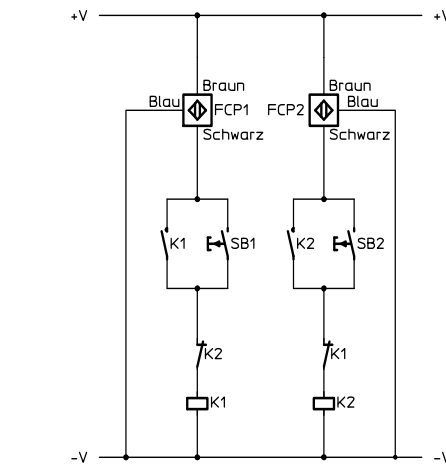 +V +V
Braun Braun
Blau FCP1 FCP2 Blau
Schwarz Schwarz
K1 SB1 K2 SB2
K2 K1
K1 K2
-V -V